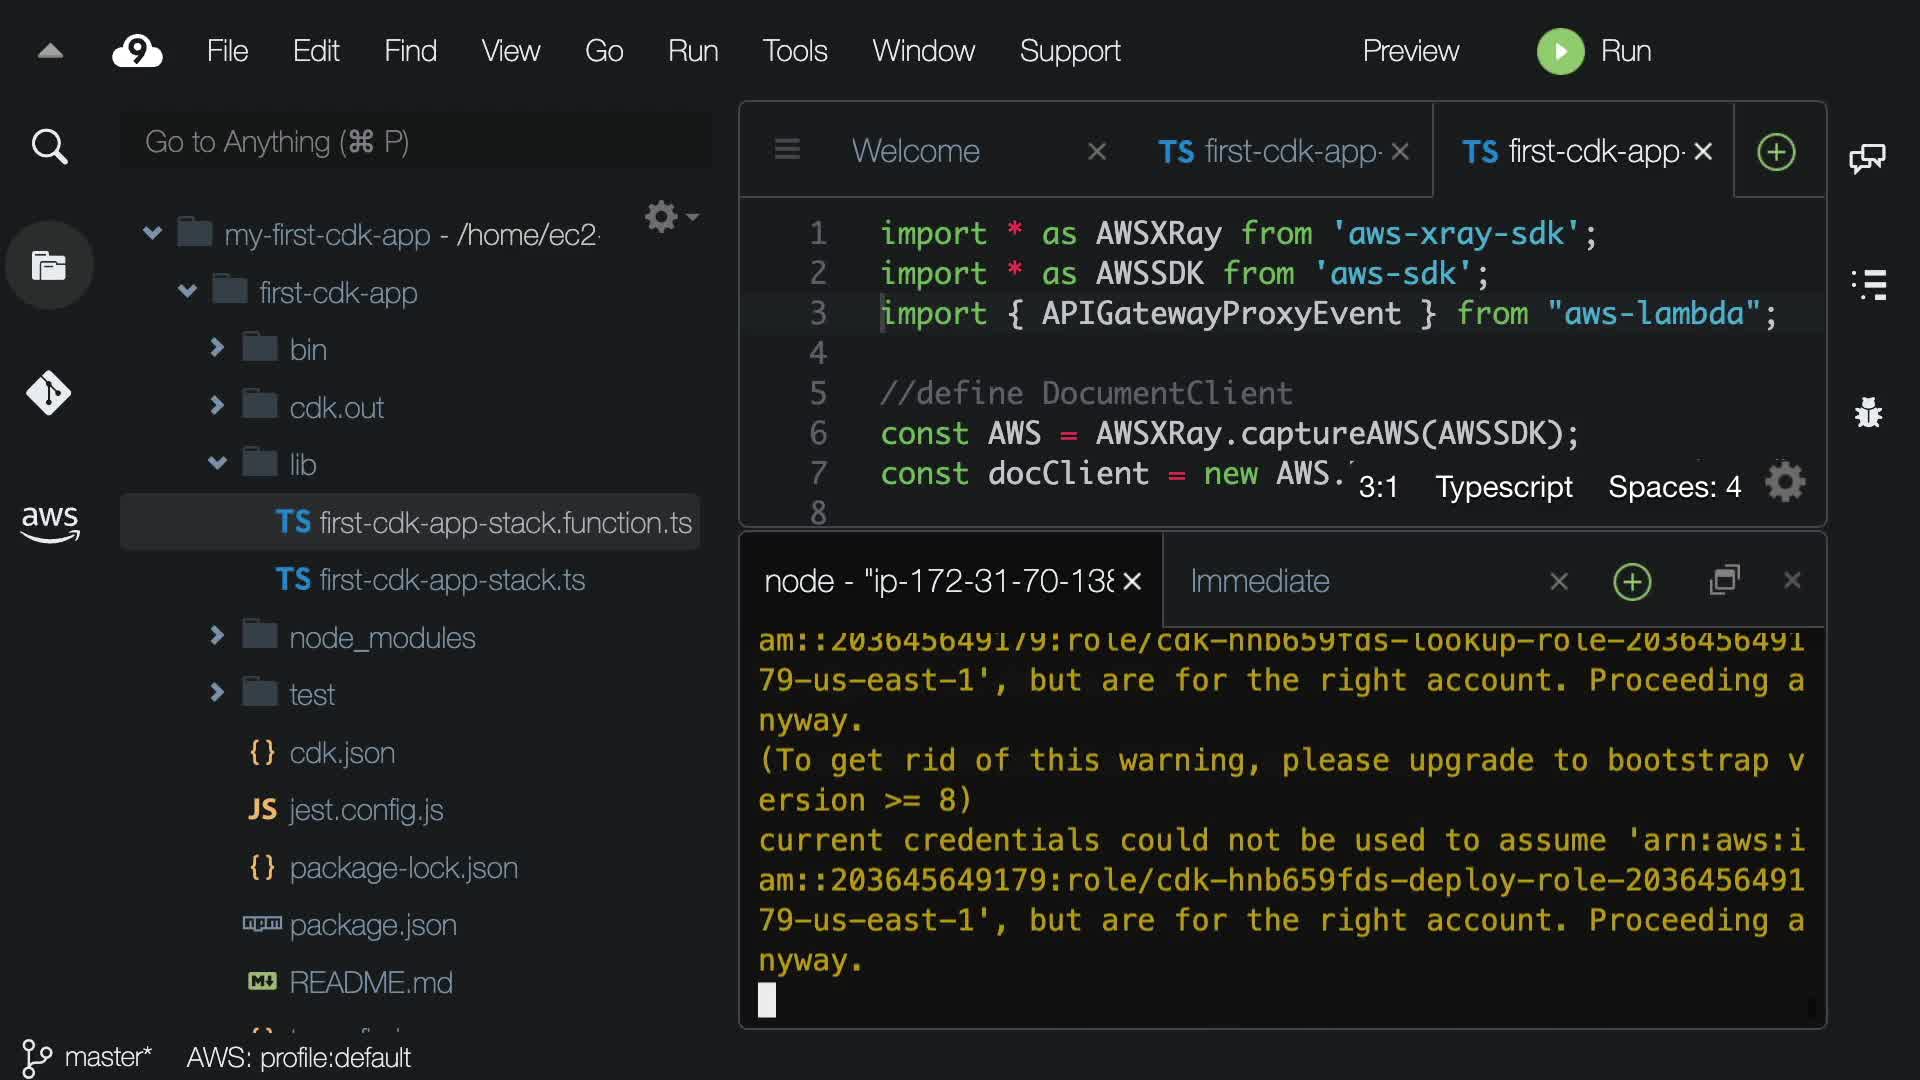 9 File Edit Find View Go Run Tools Window Support Preview Run
Go to Anything (⌘ P)
my-first-cdk-app - /home/ec2
first-cdk-app
bin
cdk.out
lib
TS first-cdk-app-stack.function.ts
TS first-cdk-app-stack.ts
node_modules
test
{} cdk.json
JS jest.config.js
{} package-lock.json
package.json
M↓ README.md
aws
master* AWS: profile:default
Welcome TS first-cdk-app- TS first-cdk-app-
1 import * as AWSXRay from 'aws-xray-sdk';
2 import * as AWSSDK from 'aws-sdk';
3 import { APIGatewayProxyEvent } from "aws-lambda";
4
5 //define DocumentClient
6 const AWS = AWSXRay.captureAWS(AWSSDK);
7 const docClient = new AWS.
8
3:1 Typescript Spaces: 4
node - "ip-172-31-70-138 Immediate
am::203645649179:role/cdk-hnb659fds-lookup-role-2036456491
79-us-east-1', but are for the right account. Proceeding a
nyway.
(To get rid of this warning, please upgrade to bootstrap v
ersion >= 8)
current credentials could not be used to assume 'arn:aws:i
am::203645649179:role/cdk-hnb659fds-deploy-role-2036456491
79-us-east-1', but are for the right account. Proceeding a
nyway.